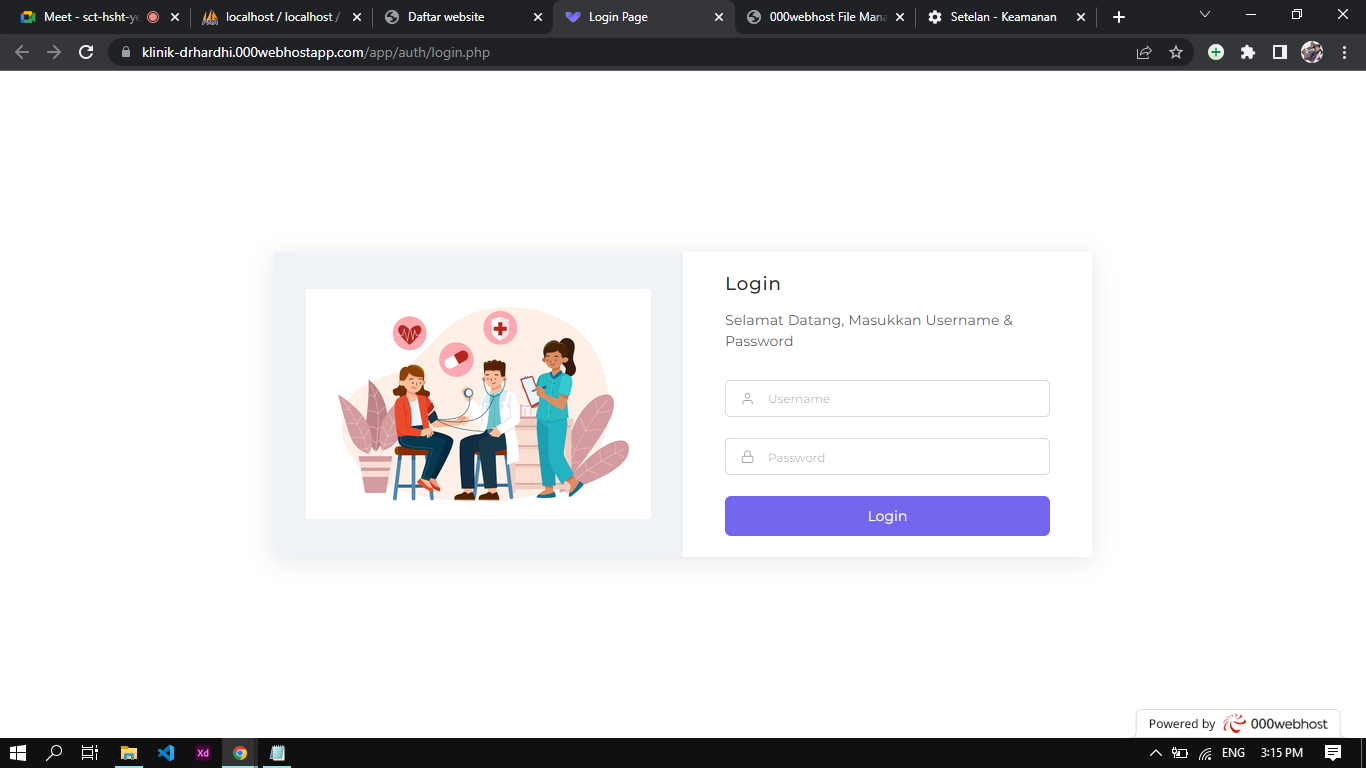 Meet - sct-hsht-ye
localhost / localhost /
Daftar website
Login Page
000webhost File Mana
Setelan - Keamanan
klinik-drhardhi.000webhostapp.com/app/auth/login.php
Login
Selamat Datang, Masukkan Username &
Password
Username
Password
Login
Powered by 000webhost
Xd
ENG 3:15 PM